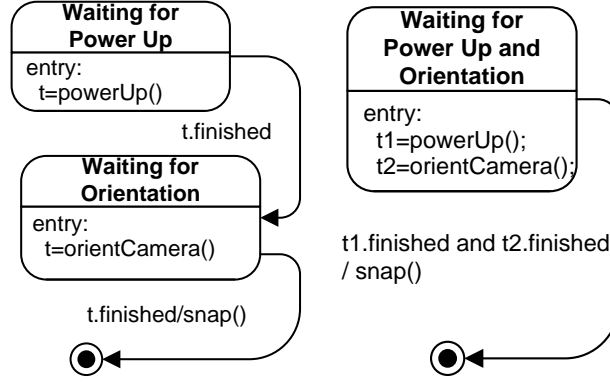 Waiting for
Power Up
entry:
t=powerUp()
t.finished
Waiting for
Orientation
entry:
t=orientCamera()
t.finished/snap()
Waiting for
Power Up and
Orientation
entry:
t1=powerUp();
t2=orientCamera();
t1.finished and t2.finished
/ snap()